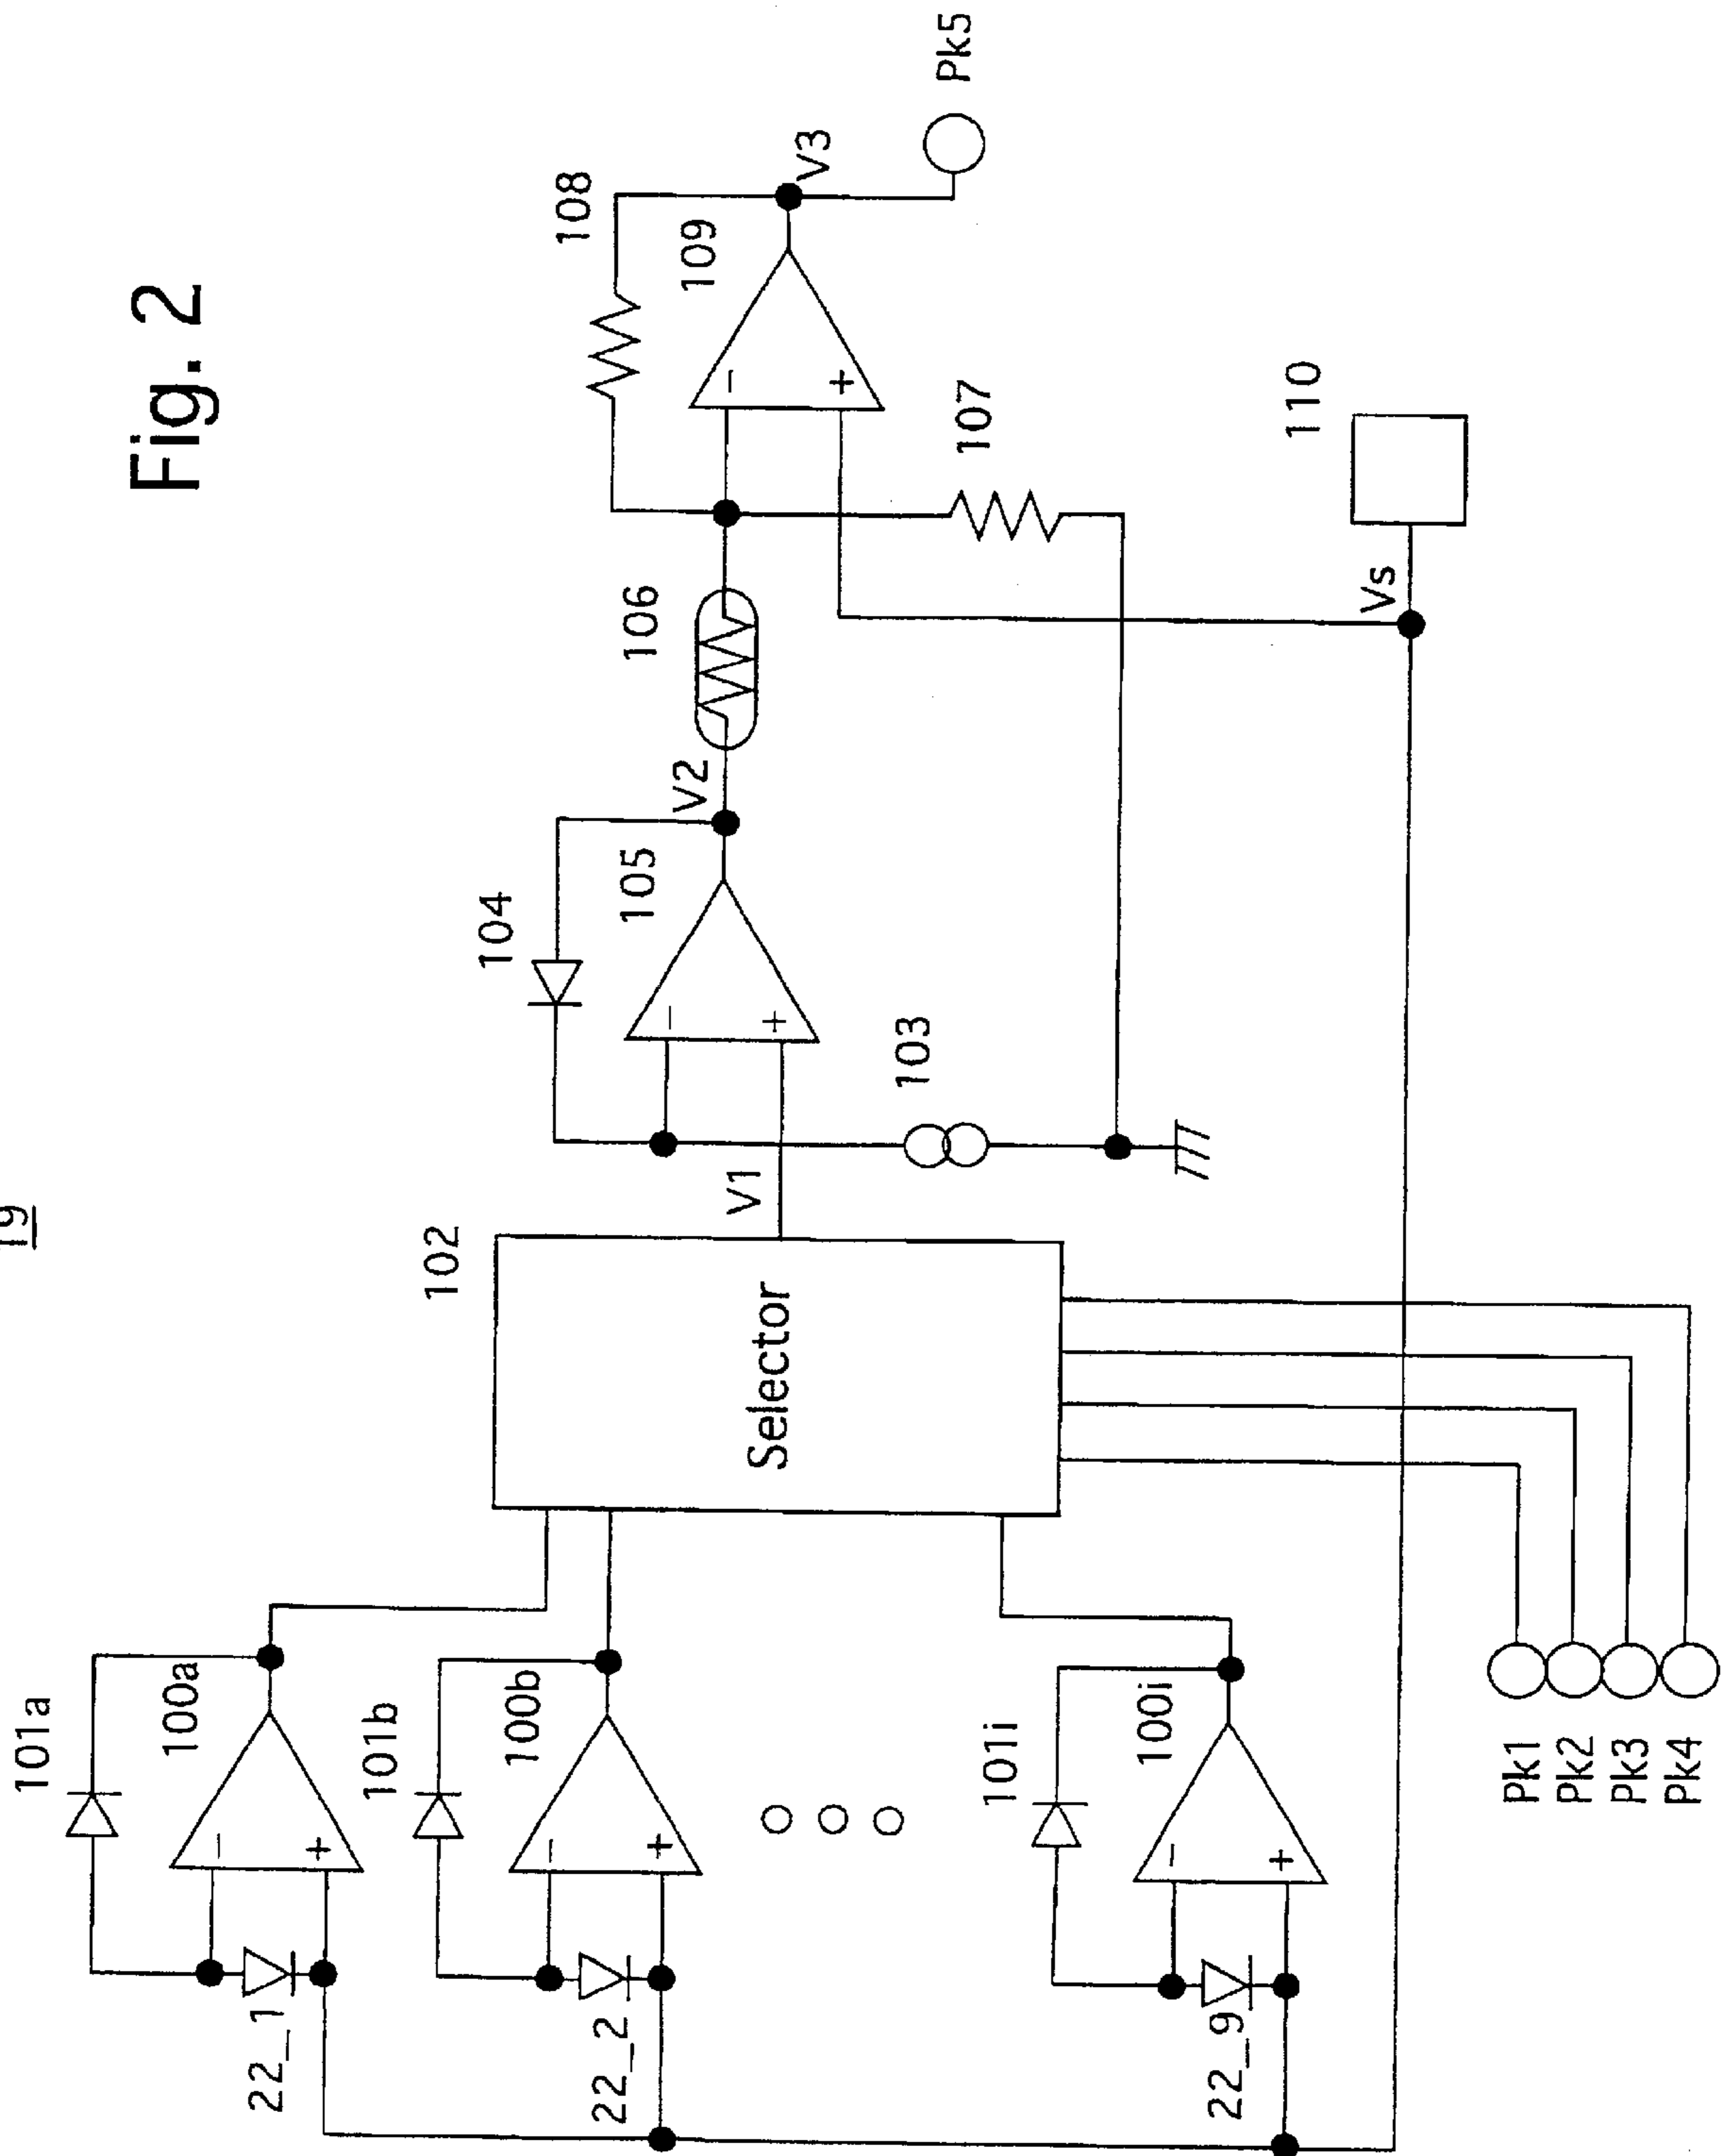 19
Fig. 2
101a
100a
22_1
101b
100b
22_2
101i
100i
22_9
102
Selector
V1
103
104
105
V2
106
107
108
109
V3
Pk5
Vs
110
Pk1
Pk2
Pk3
Pk4
−
+
−
+
−
+
−
+
−
+